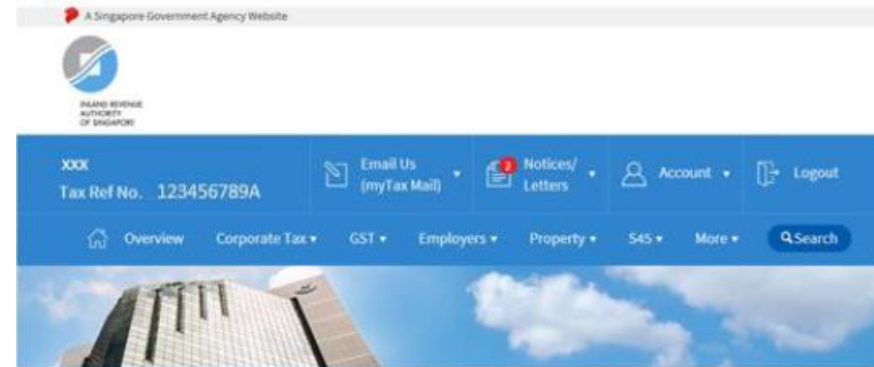 A Singapore Government Agency Website
INLAND REVENUE
AUTHORITY
OF SINGAPORE
XXX
Tax Ref No. 123456789A
Email Us
(myTax Mail)
2
Notices/
Letters
Account
Logout
Overview Corporate Tax GST Employers Property S45 More Search